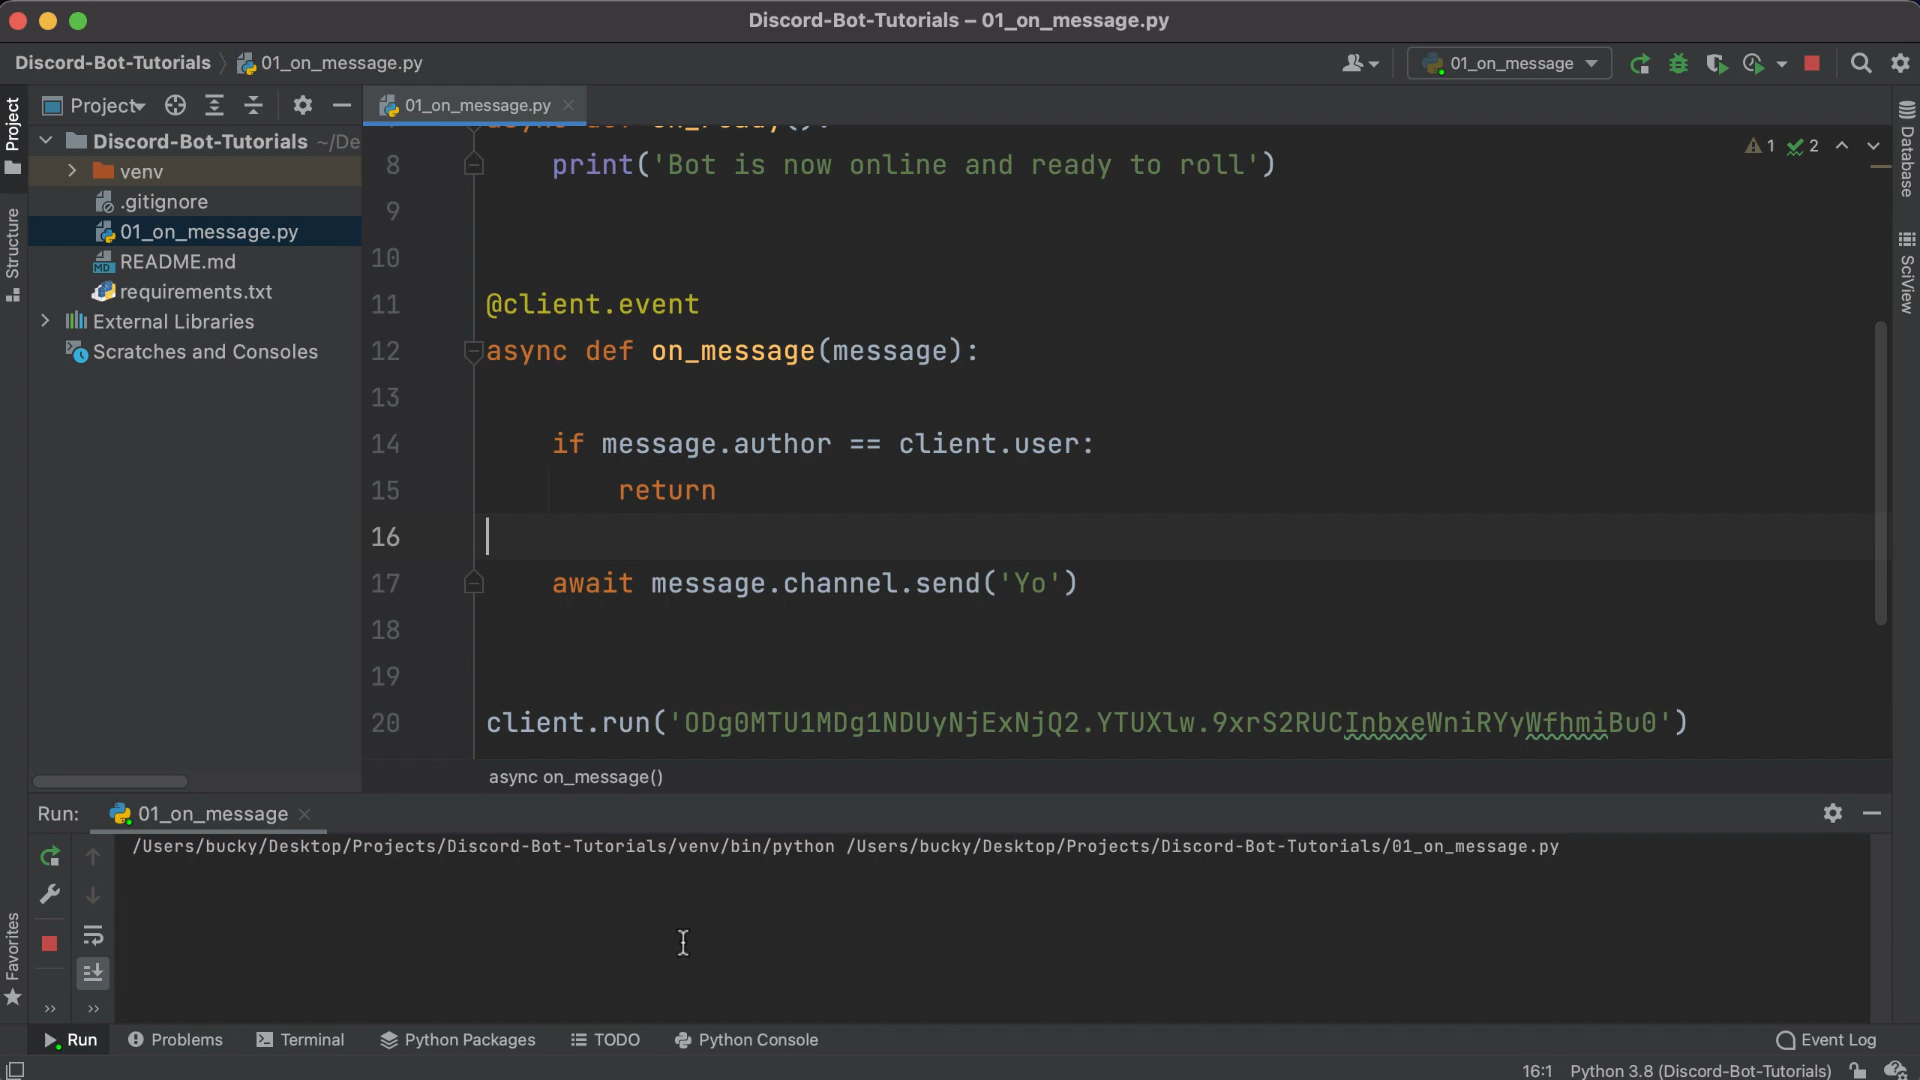 Discord-Bot-Tutorials – 01_on_message.py
Discord-Bot-Tutorials 01_on_message.py
01_on_message
Project
01_on_message.py
Discord-Bot-Tutorials ~/De
venv
.gitignore
01_on_message.py
README.md
requirements.txt
External Libraries
Scratches and Consoles
Project
Structure
Favorites
Database
SciView
1 2
8 print('Bot is now online and ready to roll')
9
10
11 @client.event
12 async def on_message(message):
13
14 if message.author == client.user:
15 return
16
17 await message.channel.send('Yo')
18
19
20 client.run('ODg0MTU1MDg1NDUyNjExNjQ2.YTUXlw.9xrS2RUCInbxeWniRYyWfhmiBu0')
async on_message()
Run: 01_on_message
/Users/bucky/Desktop/Projects/Discord-Bot-Tutorials/venv/bin/python /Users/bucky/Desktop/Projects/Discord-Bot-Tutorials/01_on_message.py
Run Problems Terminal Python Packages TODO Python Console Event Log
16:1 Python 3.8 (Discord-Bot-Tutorials)